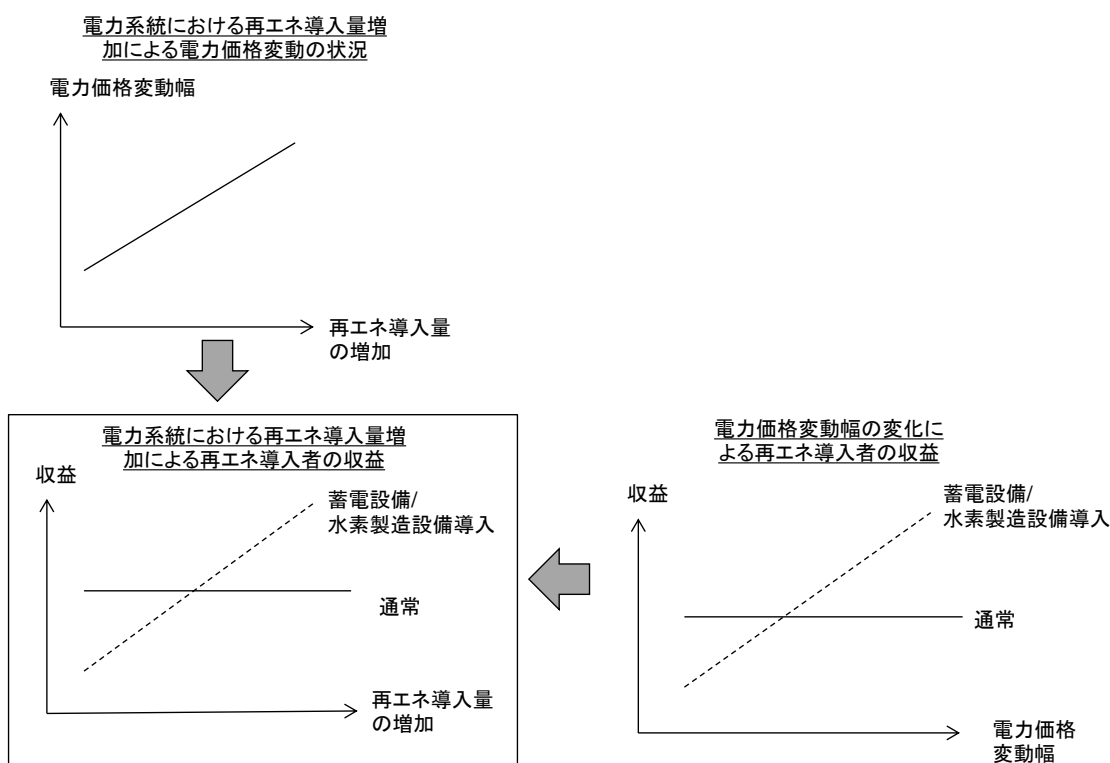 電力系統における再エネ導入量増
加による電力価格変動の状況
電力価格変動幅
再エネ導入量
の増加
電力系統における再エネ導入量増
加による再エネ導入者の収益
収益
蓄電設備/
水素製造設備導入
通常
再エネ導入量
の増加
電力価格変動幅の変化に
よる再エネ導入者の収益
収益
蓄電設備/
水素製造設備導入
通常
電力価格
変動幅